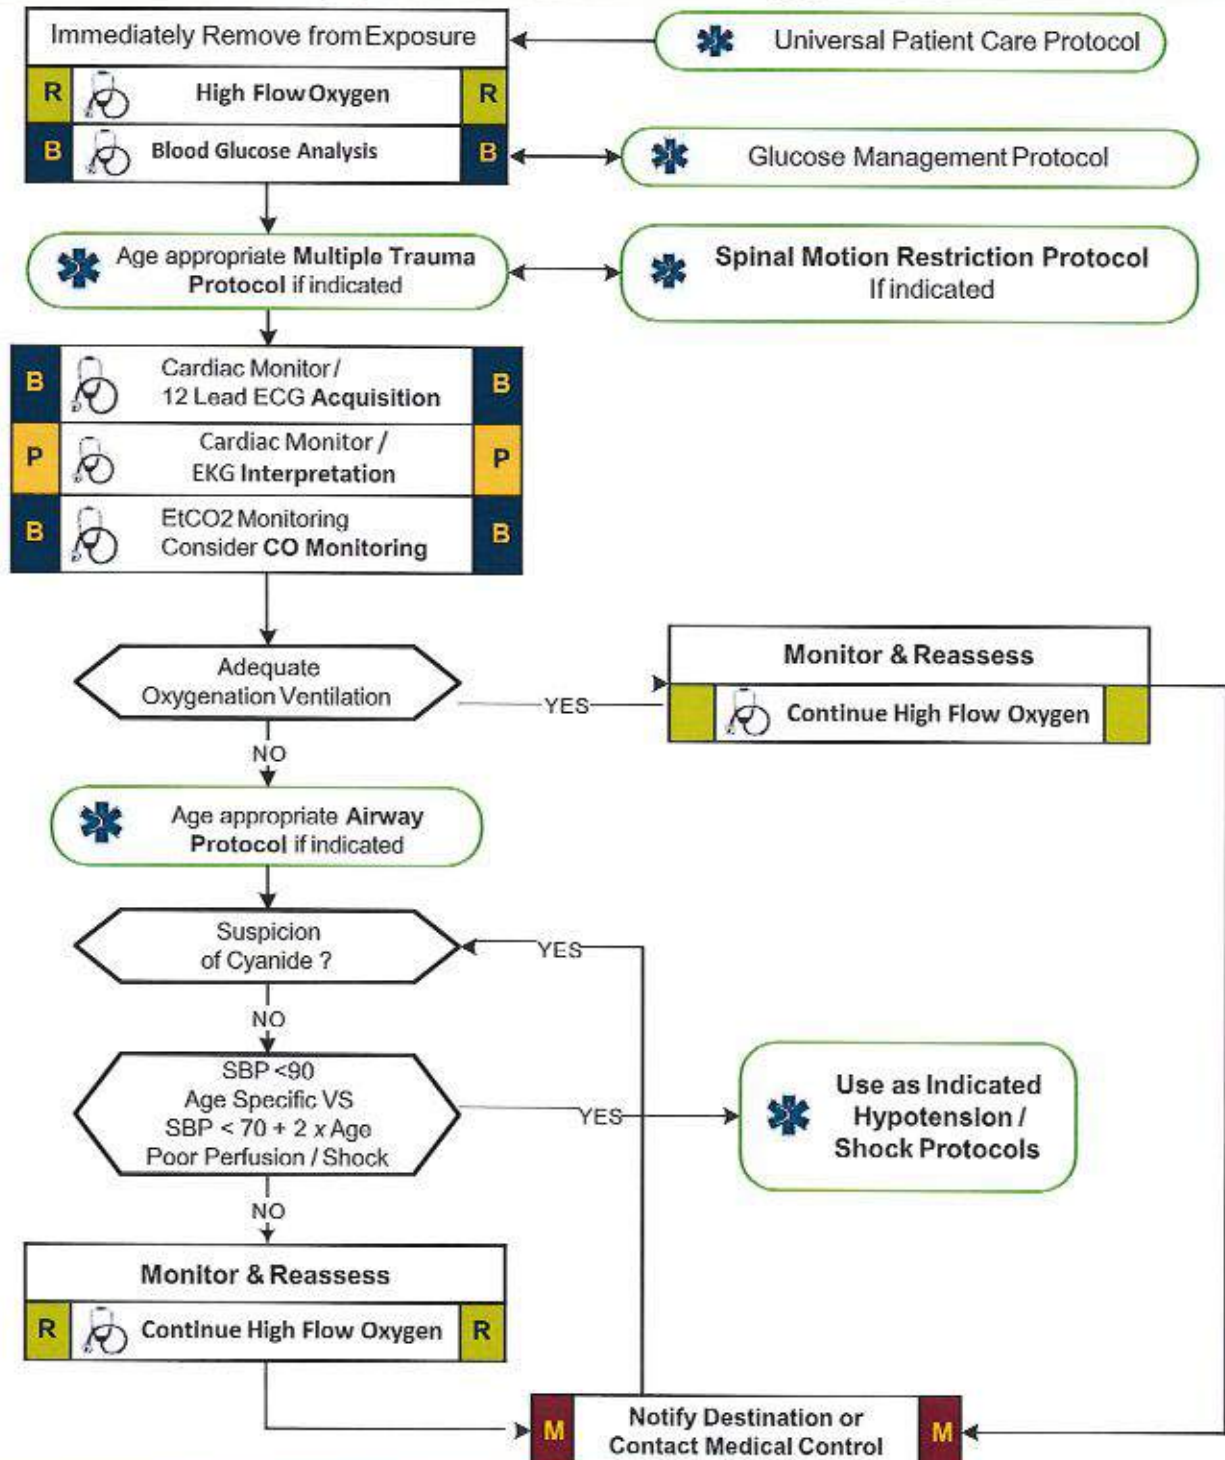 Immediately Remove from Exposure
Universal Patient Care Protocol
R High Flow Oxygen R
B Blood Glucose Analysis B
Glucose Management Protocol
Age appropriate Multiple Trauma
Protocol if indicated
Spinal Motion Restriction Protocol
If indicated
B Cardiac Monitor / B
12 Lead ECG Acquisition
P Cardiac Monitor / P
EKG Interpretation
B EtCO2 Monitoring B
Consider CO Monitoring
Adequate
Oxygenation Ventilation
YES
Monitor & Reassess
Continue High Flow Oxygen
NO
Age appropriate Airway
Protocol if indicated
Suspicion
of Cyanide ?
YES
NO
SBP <90
Age Specific VS
SBP < 70 + 2 x Age
Poor Perfusion / Shock
YES
Use as Indicated
Hypotension /
Shock Protocols
NO
Monitor & Reassess
R Continue High Flow Oxygen R
M Notify Destination or M
Contact Medical Control